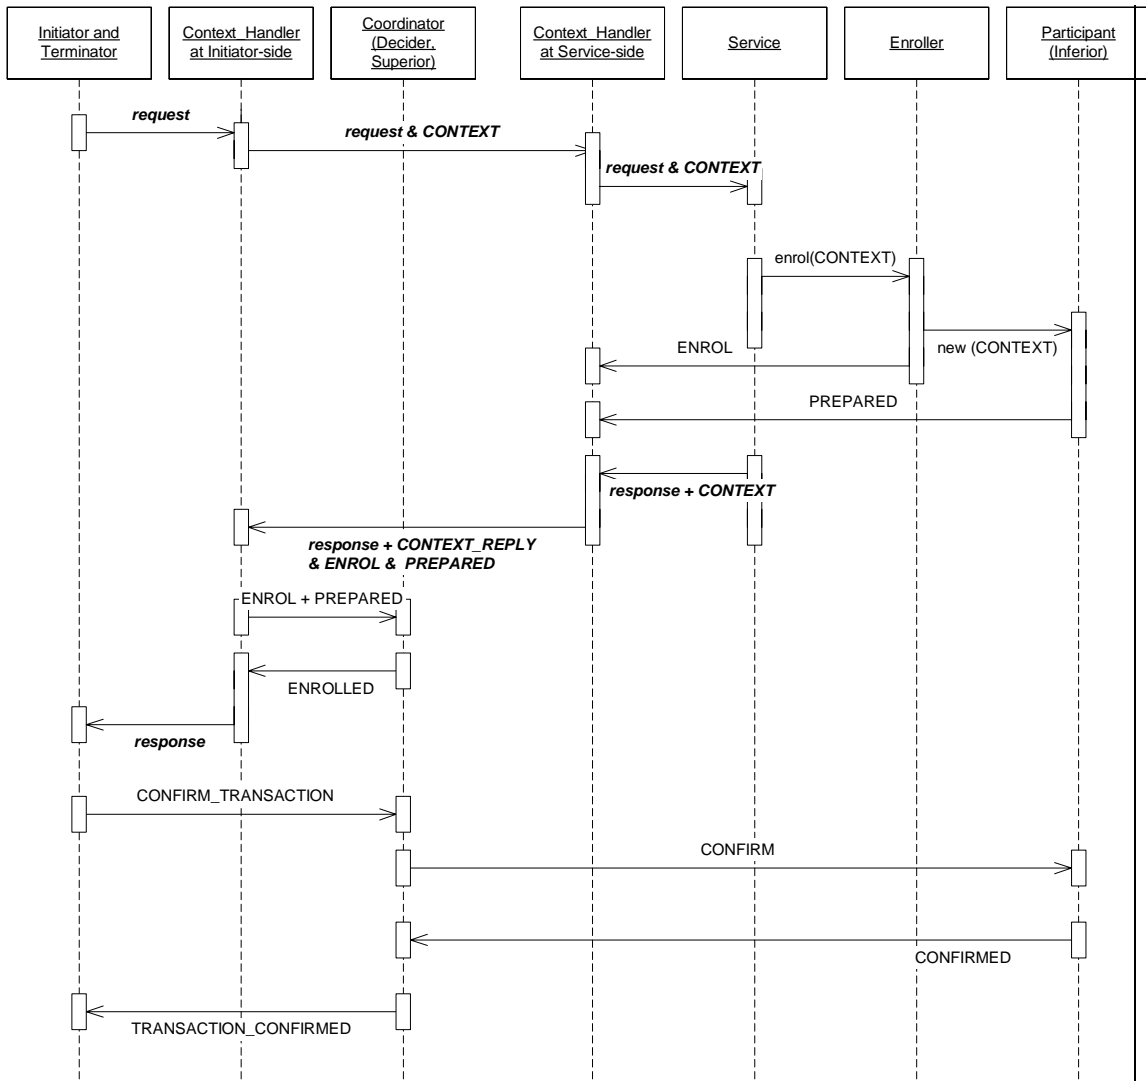 Initiator and
Terminator
Context_Handler
at Initiator-side
Coordinator
(Decider,
Superior)
Context_Handler
at Service-side
Service
Enroller
Participant
(Inferior)
request
request & CONTEXT
request & CONTEXT
enrol(CONTEXT)
new (CONTEXT)
ENROL
PREPARED
response + CONTEXT
response + CONTEXT_REPLY
& ENROL & PREPARED
ENROL + PREPARED
ENROLLED
response
CONFIRM_TRANSACTION
CONFIRM
CONFIRMED
TRANSACTION_CONFIRMED